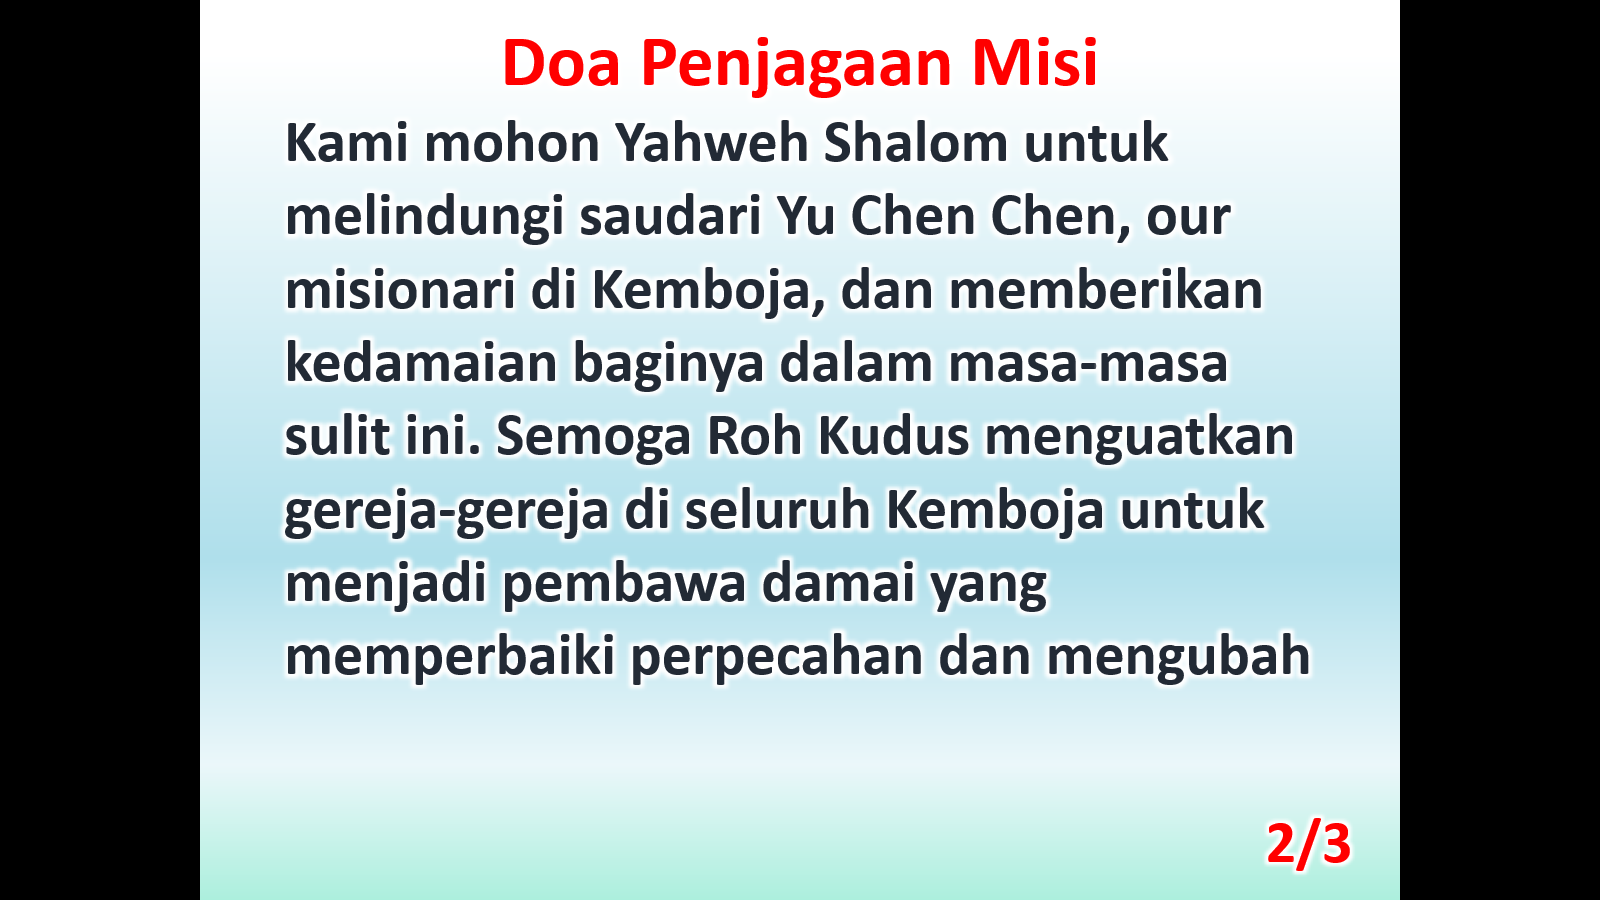 Doa Penjagaan Misi
Kami mohon Yahweh Shalom untuk
melindungi saudari Yu Chen Chen, our
misionari di Kemboja, dan memberikan
kedamaian baginya dalam masa-masa
sulit ini. Semoga Roh Kudus menguatkan
gereja-gereja di seluruh Kemboja untuk
menjadi pembawa damai yang
memperbaiki perpecahan dan mengubah
2/3